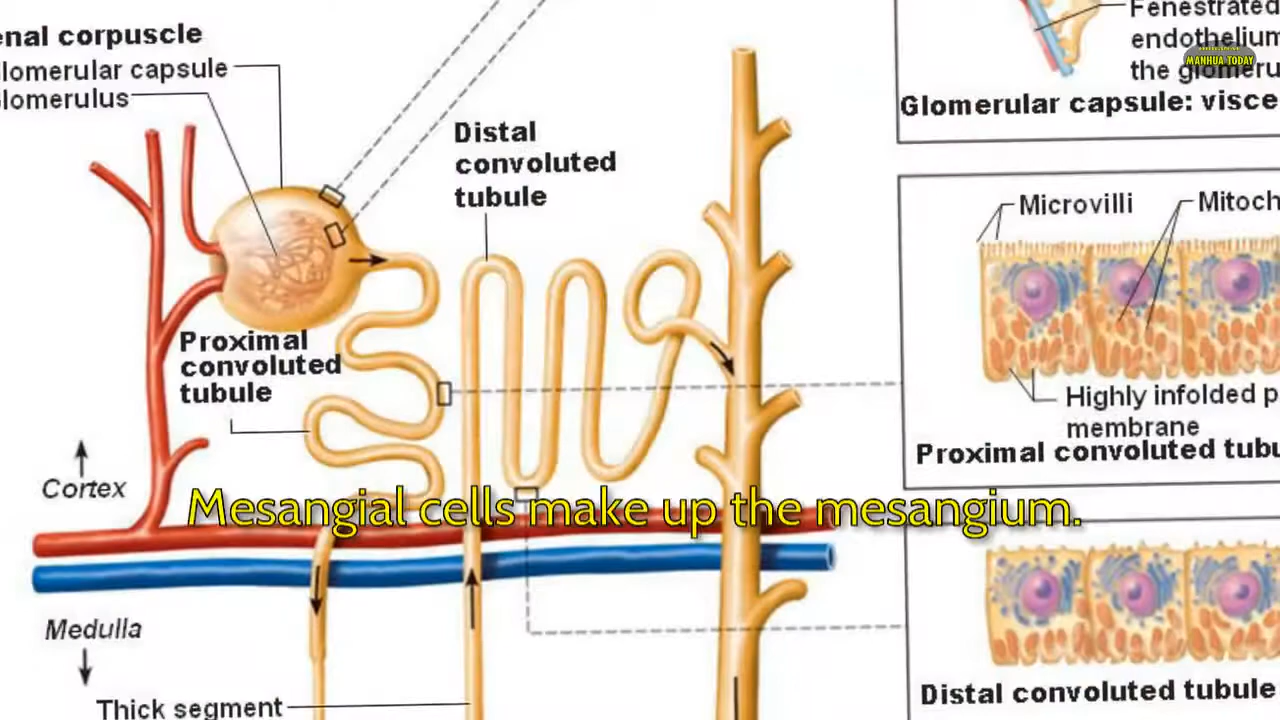 enal corpuscle
lomerular capsule
lomerulus
Distal
convoluted
tubule
Proximal
convoluted
tubule
Cortex
Medulla
Thick segment
Fenestrated
endothelium
the glomeru
MANHUA TODAY
Glomerular capsule: visce
Microvilli
Mitoch
Highly infolded p
membrane
Proximal convoluted tubu
Mesangial cells make up the mesangium.
Distal convoluted tubule